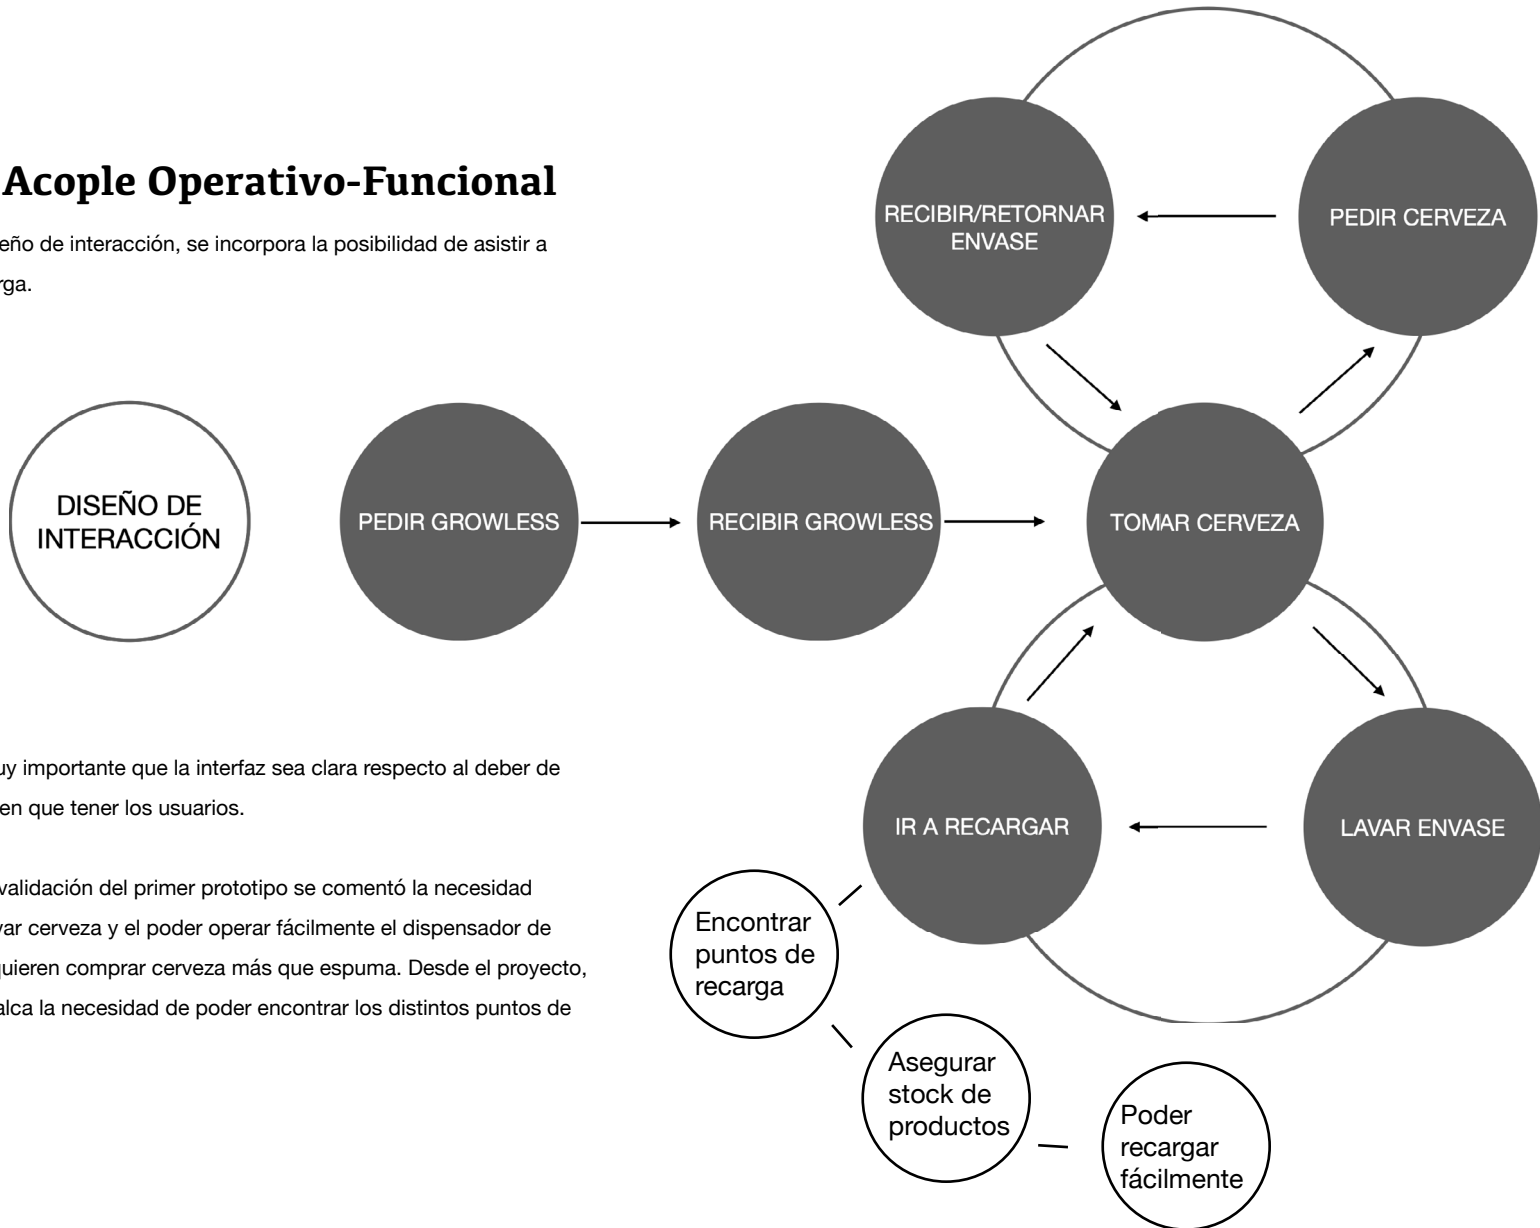 Acople Operativo-Funcional
eño de interacción, se incorpora la posibilidad de asistir a
rga.
RECIBIR/RETORNAR
ENVASE
PEDIR CERVEZA
DISEÑO DE
INTERACCIÓN
PEDIR GROWLESS
RECIBIR GROWLESS
TOMAR CERVEZA
uy importante que la interfaz sea clara respecto al deber de
en que tener los usuarios.
validación del primer prototipo se comentó la necesidad
var cerveza y el poder operar fácilmente el dispensador de
quieren comprar cerveza más que espuma. Desde el proyecto,
alca la necesidad de poder encontrar los distintos puntos de
IR A RECARGAR
LAVAR ENVASE
Encontrar
puntos de
recarga
Asegurar
stock de
productos
Poder
recargar
fácilmente